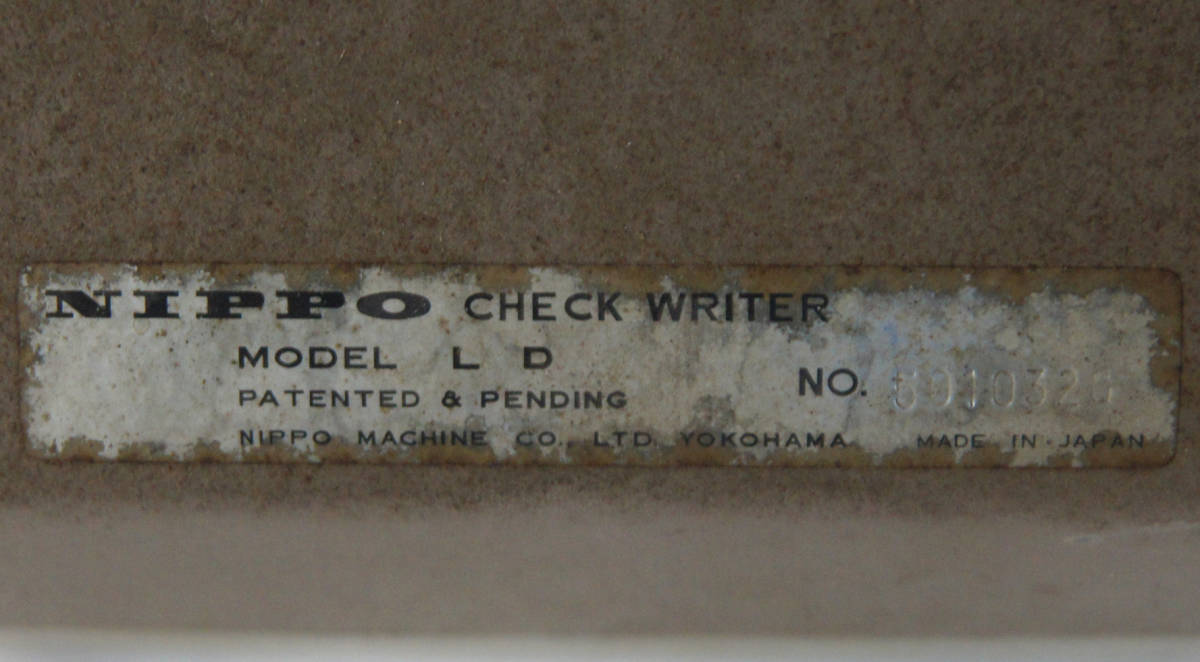 NIPPO CHECK WRITER
MODEL L D
NO.
PATENTED & PENDING
NIPPO MACHINE CO. LTD. YOKOHAMA MADE IN JAPAN